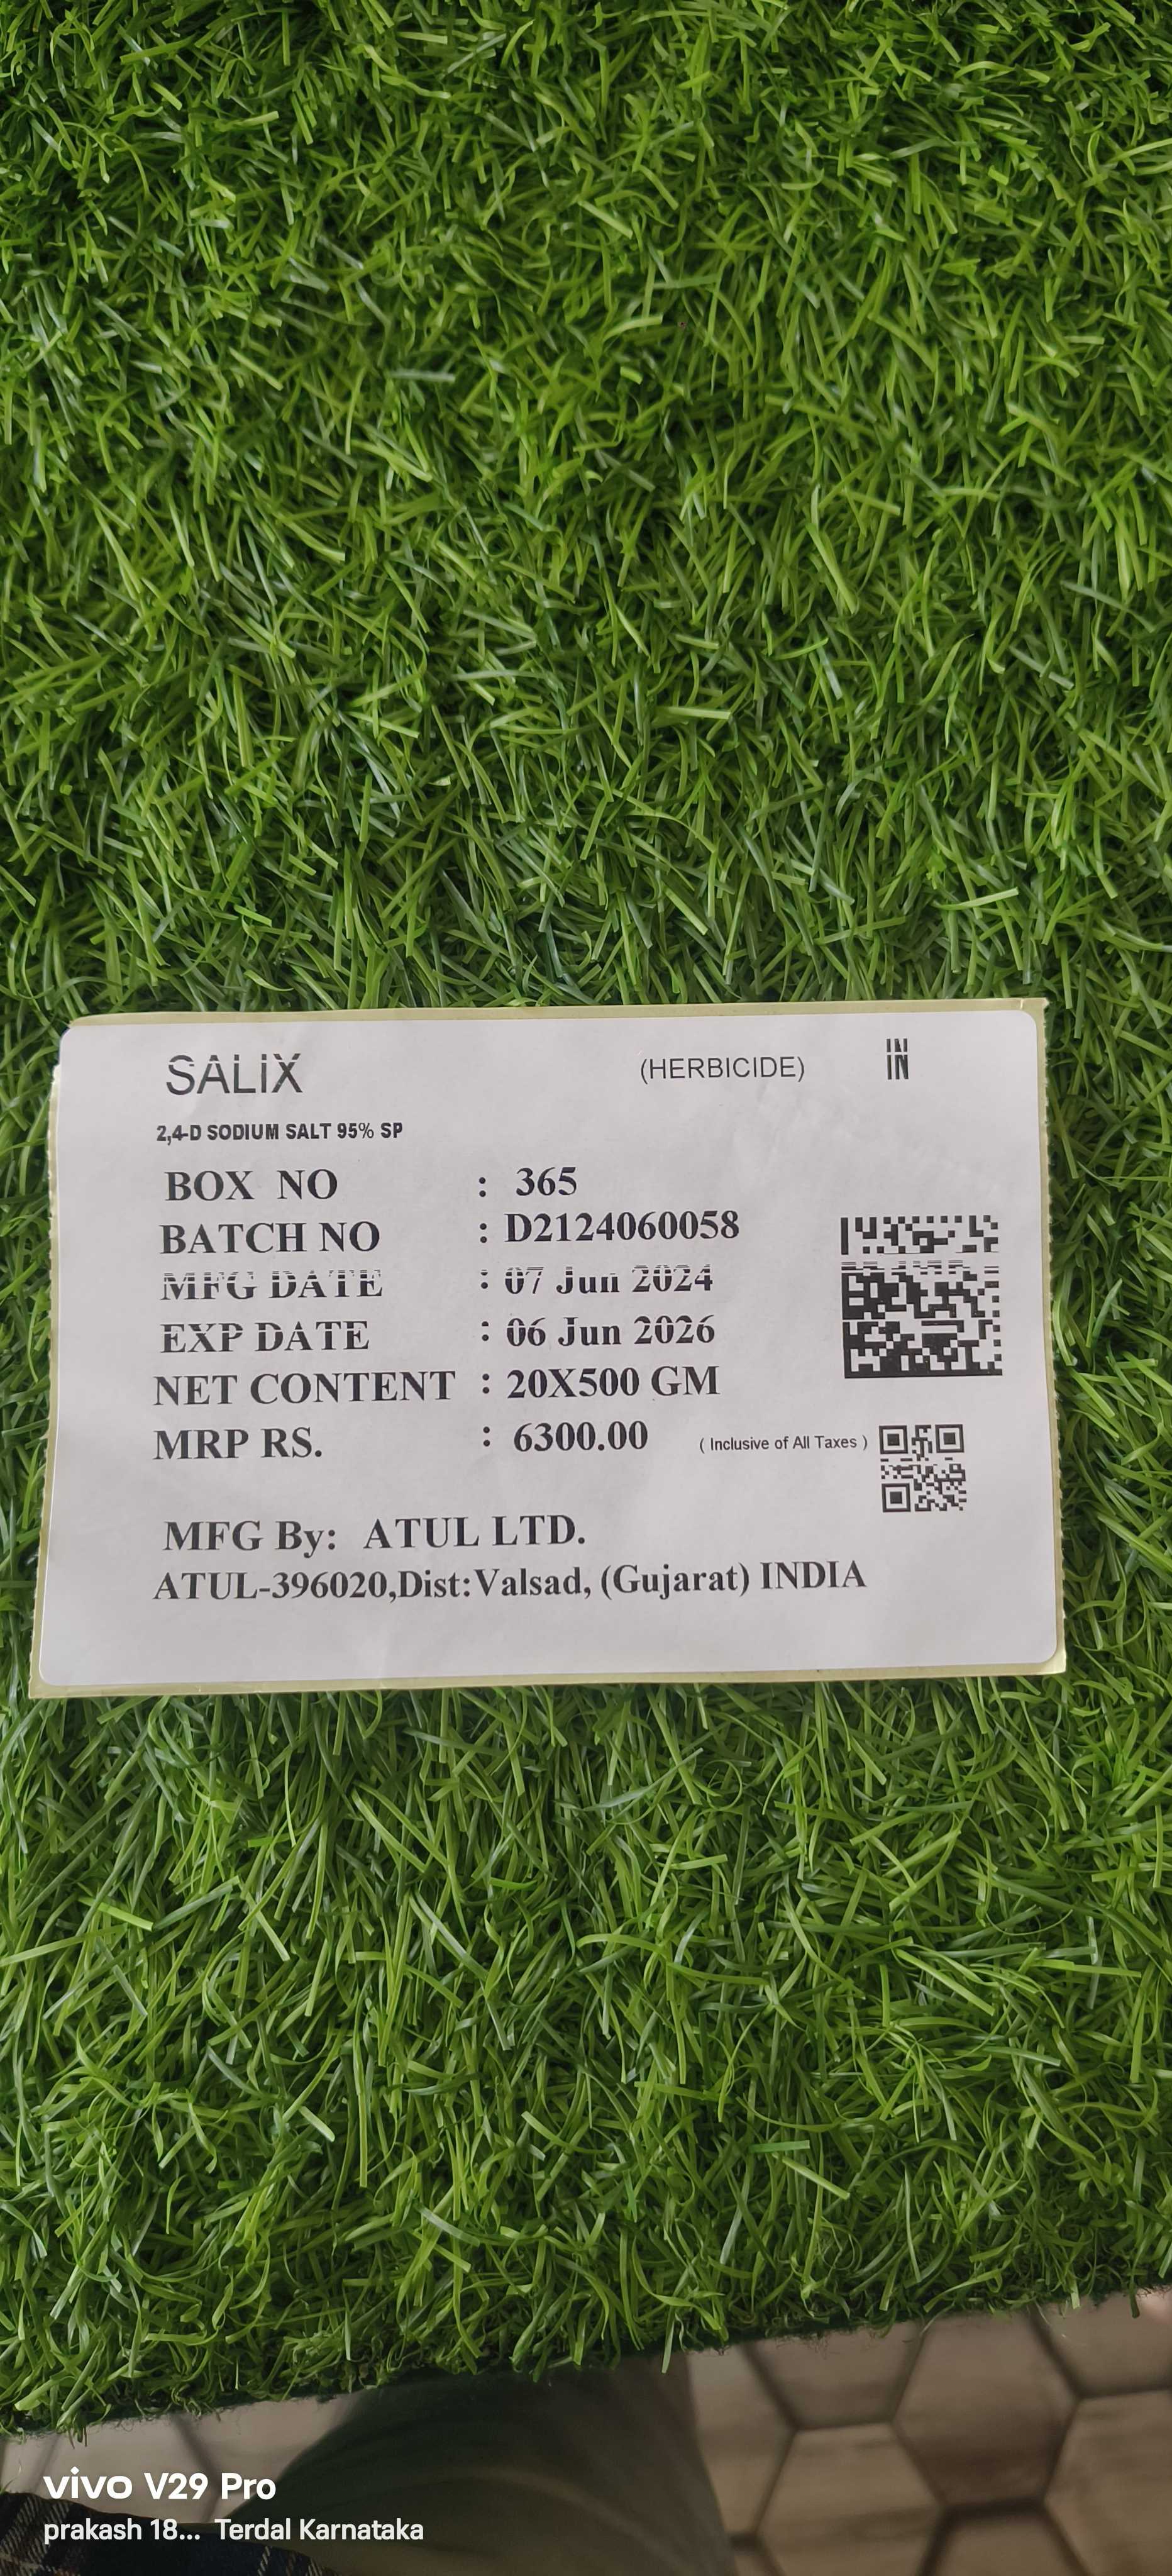 SALIX (HERBICIDE) IN
2,4-D SODIUM SALT 95% SP
BOX NO : 365
BATCH NO : D2124060058
MFG DATE : 07 Jun 2024
EXP DATE : 06 Jun 2026
NET CONTENT : 20X500 GM
MRP RS. : 6300.00 ( Inclusive of All Taxes )
MFG By: ATUL LTD.
ATUL-396020,Dist:Valsad, (Gujarat) INDIA
vivo V29 Pro
prakash 18... Terdal Karnataka